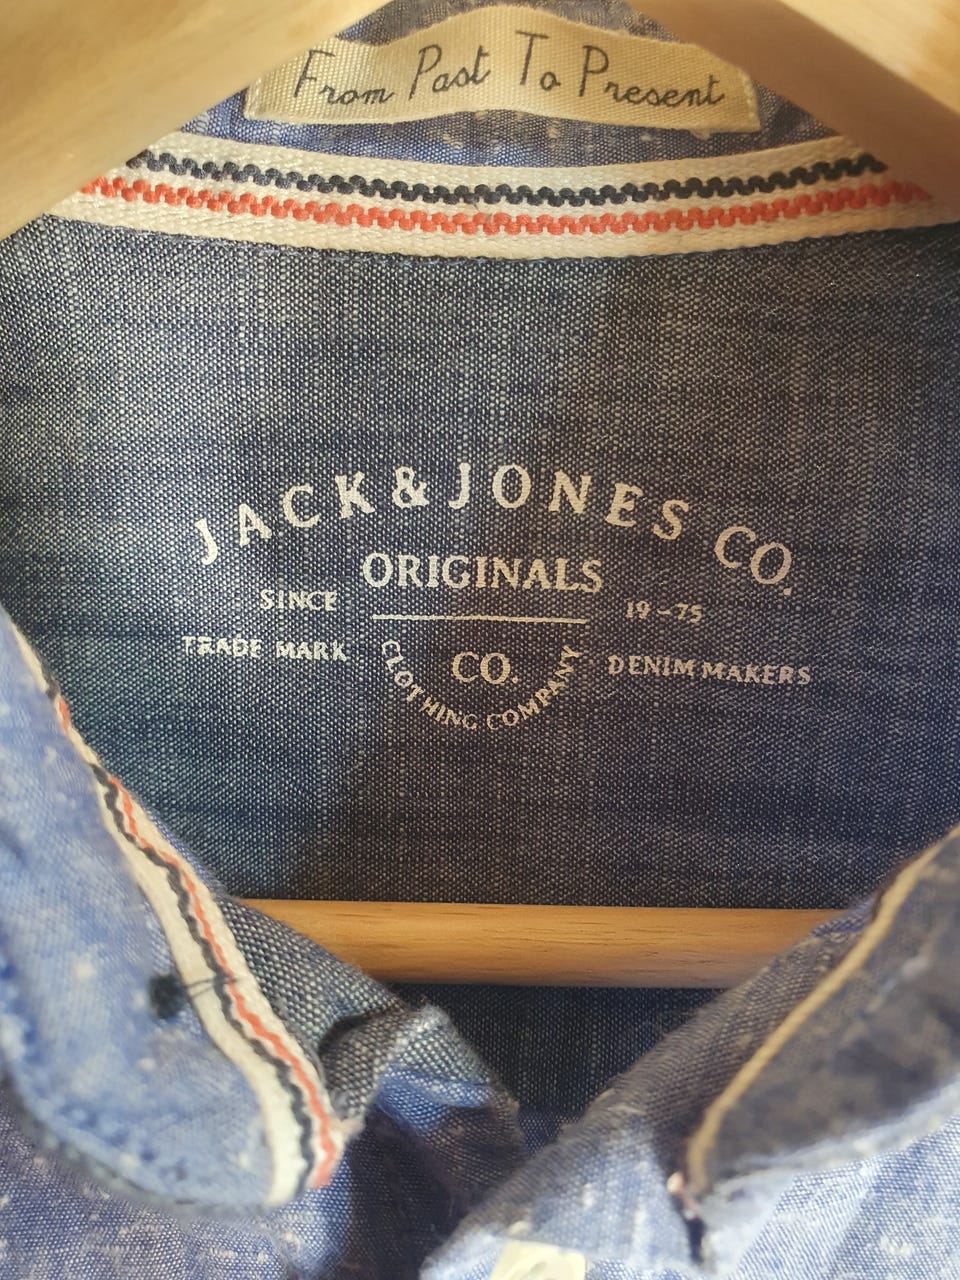 From Past To Present
JACK & JONES CO.
ORIGINALS
SINCE 19-75
TRADE MARK CO. DENIM MAKERS
CLOTHING COMPANY